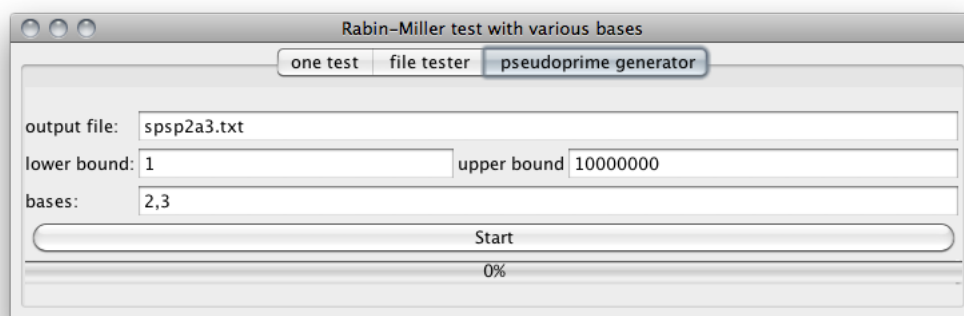 Rabin-Miller test with various bases
one test file tester pseudoprime generator
output file: spsp2a3.txt
lower bound: 1 upper bound 10000000
bases: 2,3
Start
0%